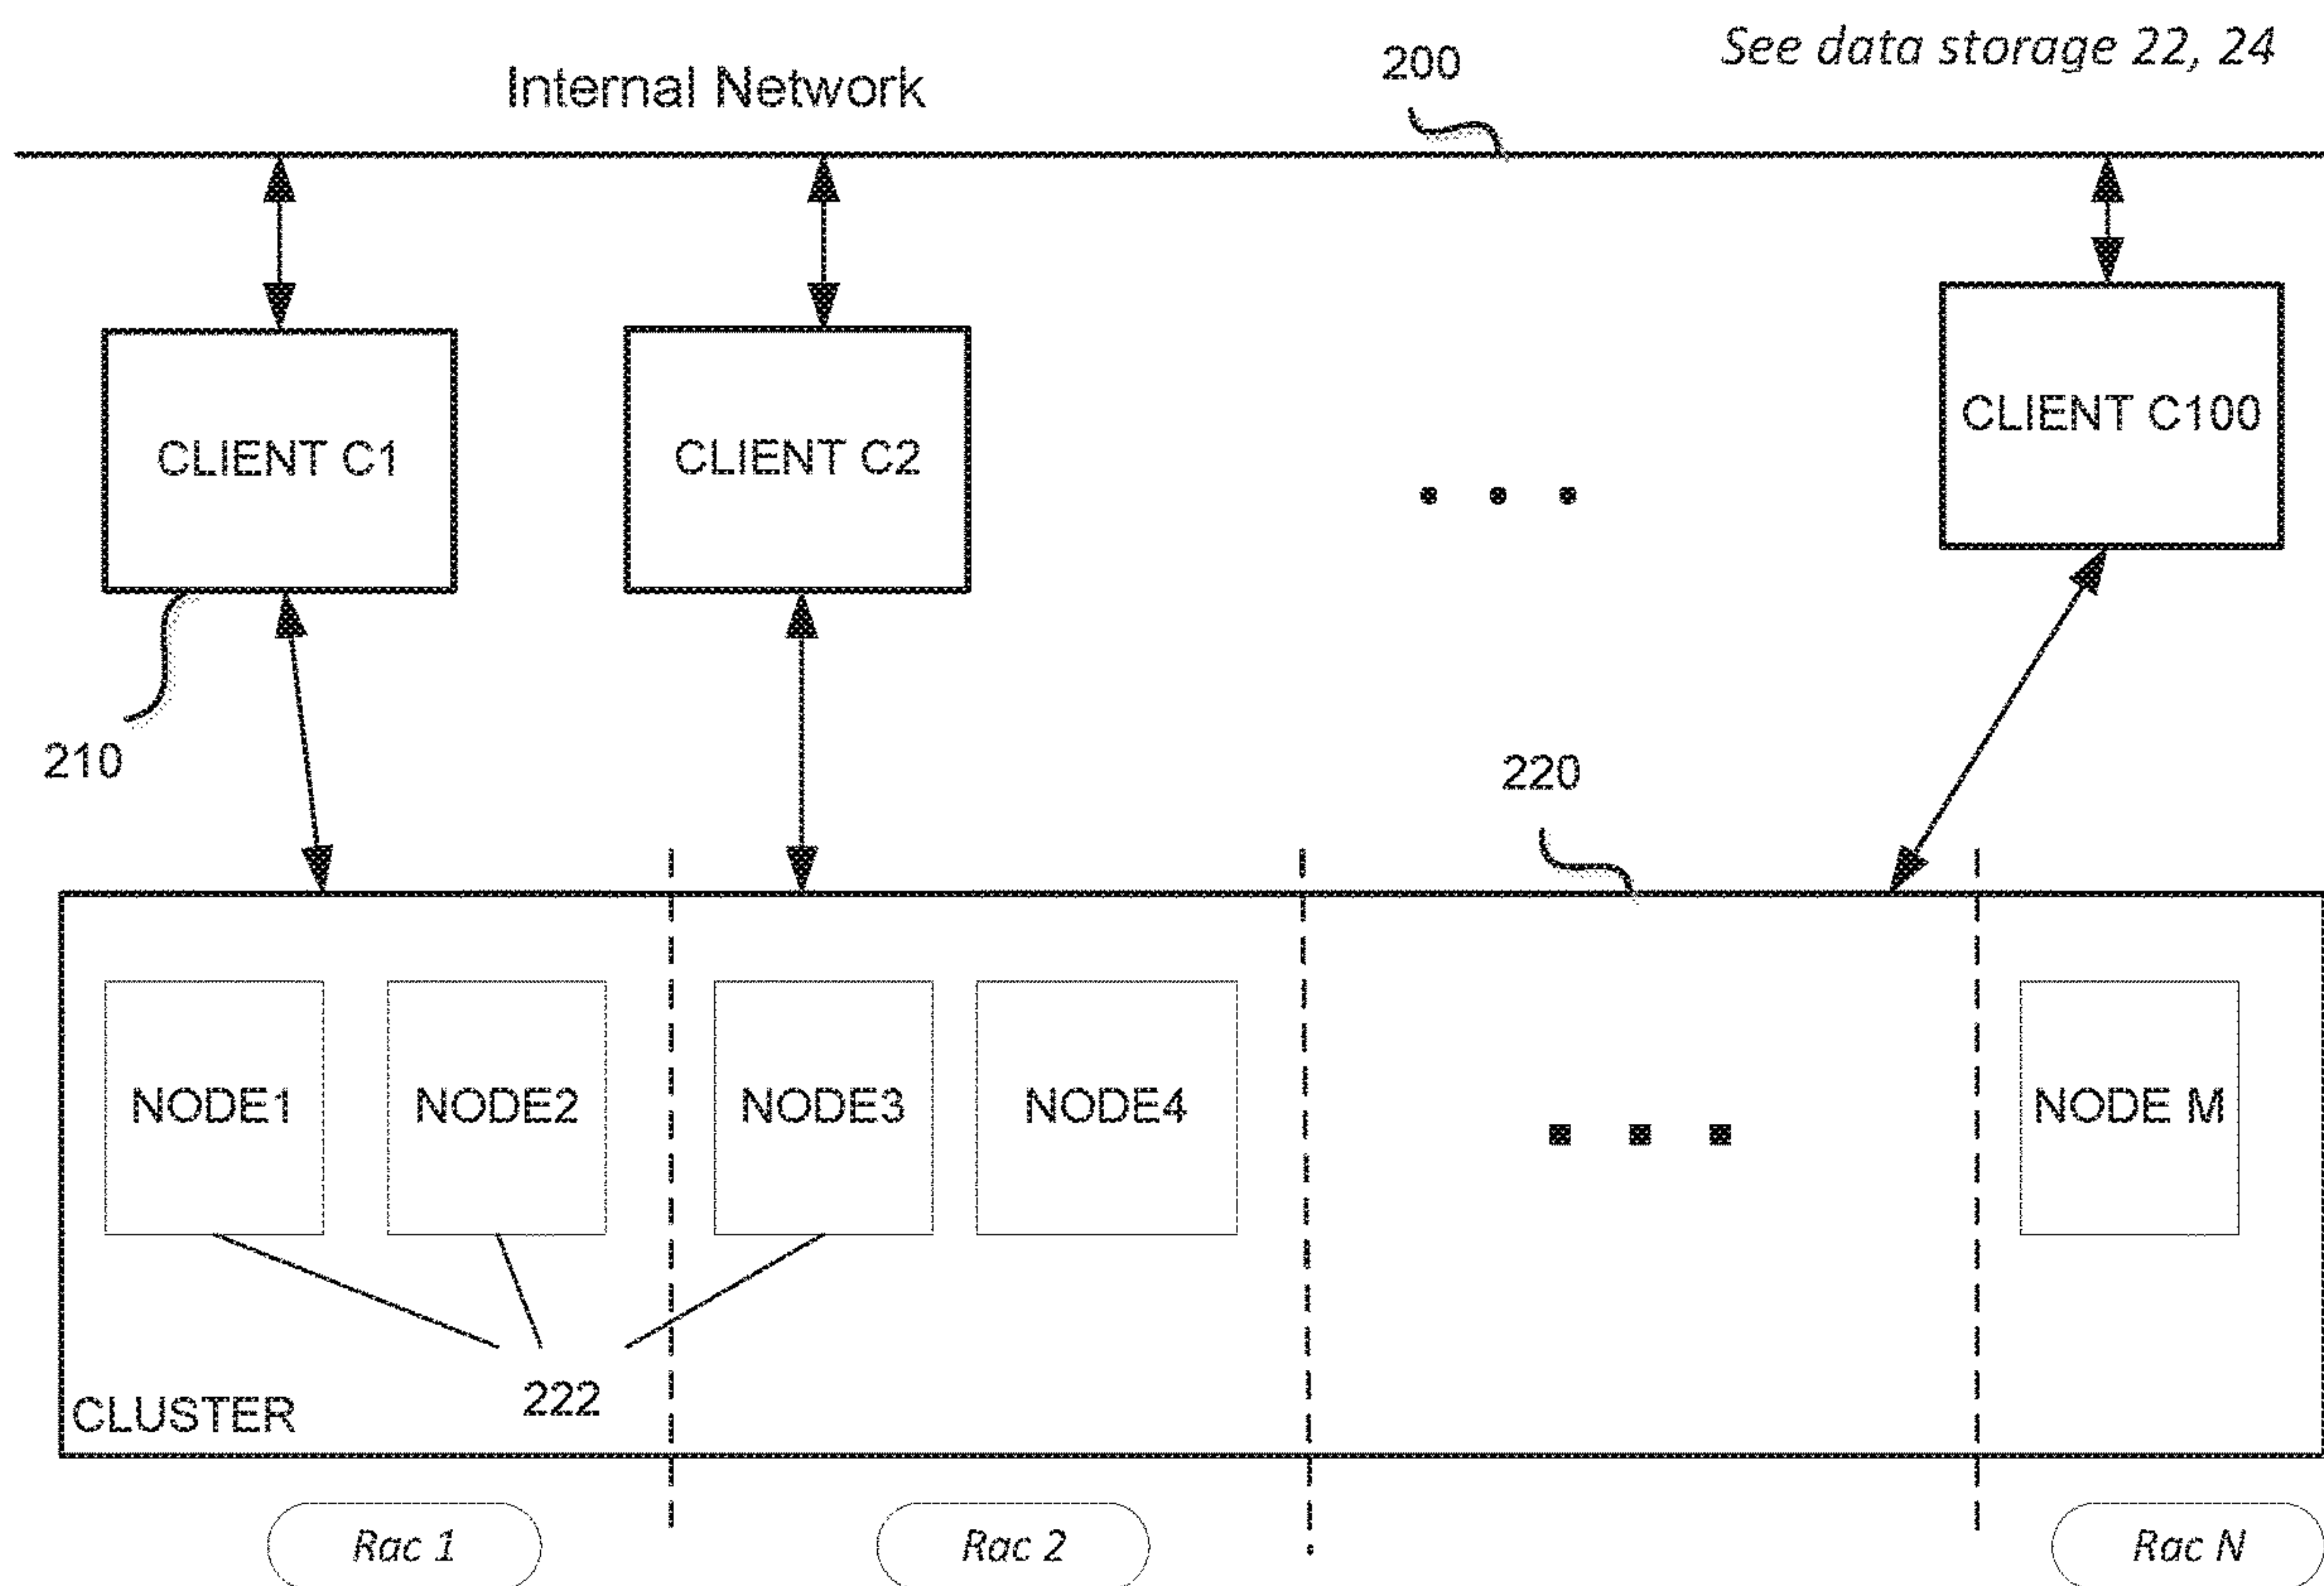 See data storage 22, 24
200
Internal Network
CLIENT C1
CLIENT C2
CLIENT C100
210
220
NODE1
NODE2
NODE3
NODE4
NODE M
222
CLUSTER
Rac 1
Rac 2
Rac N